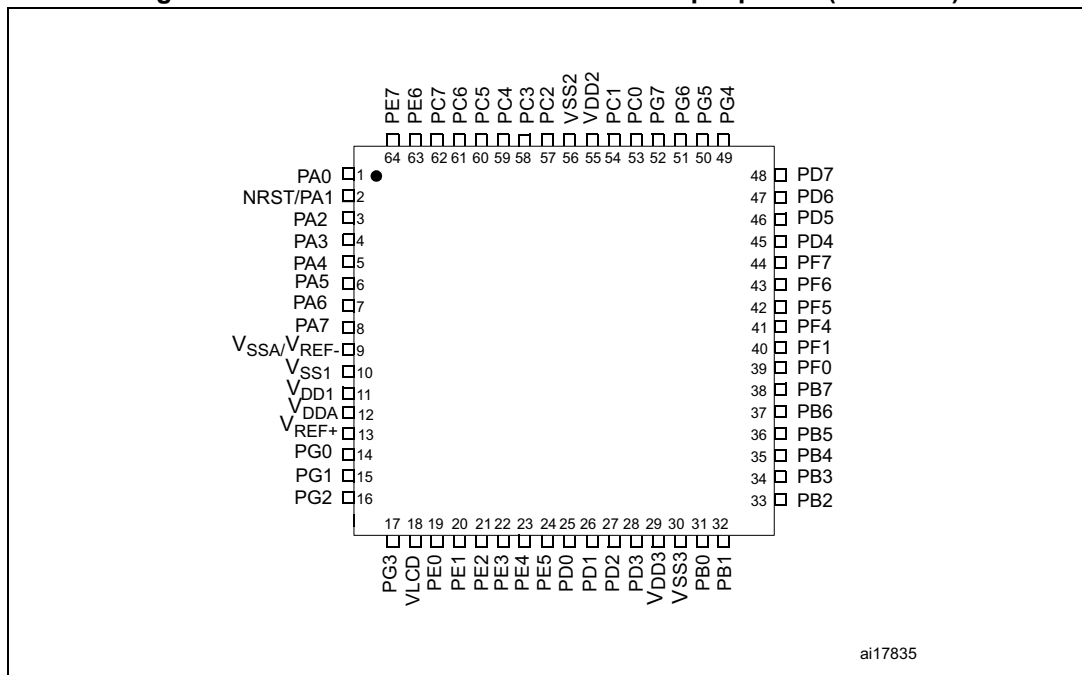 PE7 PE6 PC7 PC6 PC5 PC4 PC3 PC2 VSS2 VDD2 PC1 PC0 PG7 PG6 PG5 PG4
64 63 62 61 60 59 58 57 56 55 54 53 52 51 50 49
PA0 1 48 PD7
NRST/PA1 2 47 PD6
PA2 3 46 PD5
PA3 4 45 PD4
PA4 5 44 PF7
PA5 6 43 PF6
PA6 7 42 PF5
PA7 8 41 PF4
VSSA/VREF- 9 40 PF1
VSS1 10 39 PF0
VDD1 11 38 PB7
VDDA 12 37 PB6
VREF+ 13 36 PB5
PG0 14 35 PB4
PG1 15 34 PB3
PG2 16 33 PB2
17 18 19 20 21 22 23 24 25 26 27 28 29 30 31 32
PG3 VLCD PE0 PE1 PE2 PE3 PE4 PE5 PD0 PD1 PD2 PD3 VDD3 VSS3 PB0 PB1
ai17835